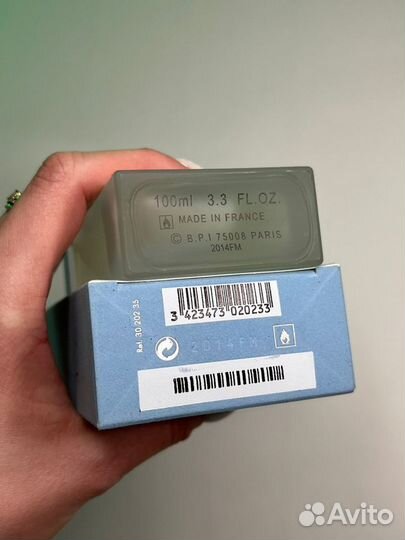 100ml 3.3 FL.OZ.
MADE IN FRANCE
© B.P.I 75008 PARIS
2014FM
Ref. 30 202 35
3 423473 020233
2014FM
Avito